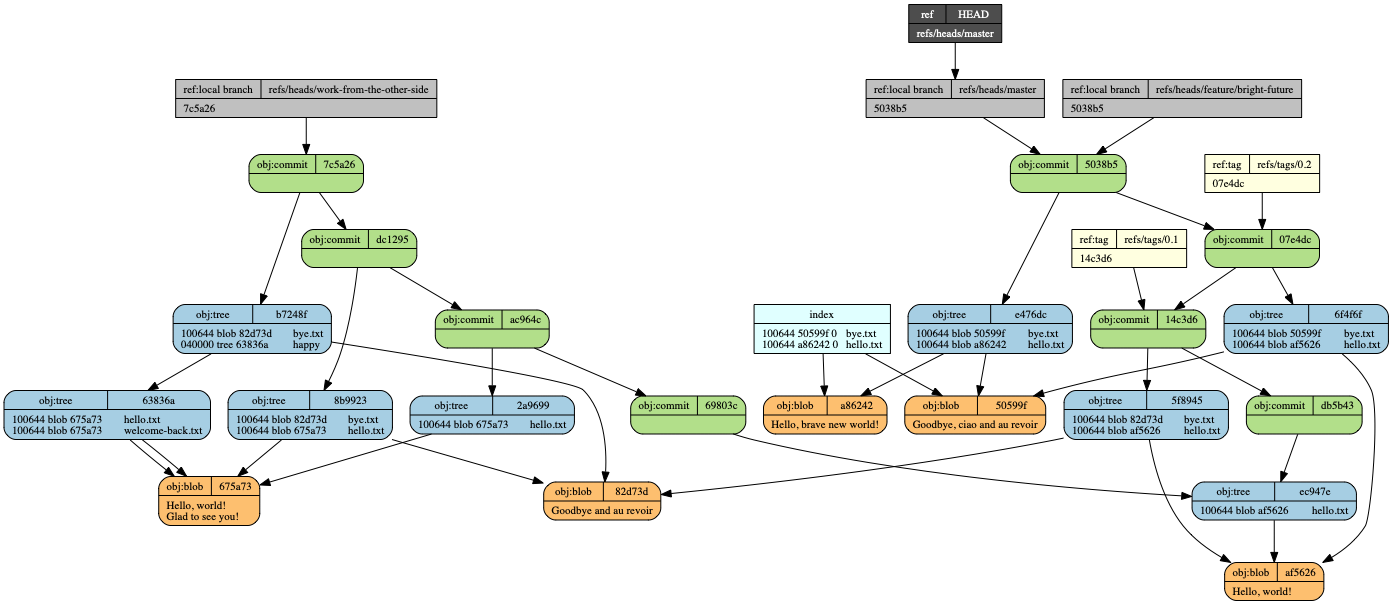 ref HEAD
refs/heads/master
ref:local branch refs/heads/work-from-the-other-side
7c5a26
ref:local branch refs/heads/master
5038b5
ref:local branch refs/heads/feature/bright-future
5038b5
obj:commit 7c5a26
obj:commit 5038b5
ref:tag refs/tags/0.2
07e4dc
obj:commit dc1295
ref:tag refs/tags/0.1
14c3d6
obj:commit 07e4dc
obj:tree b7248f
100644 blob 82d73d bye.txt
040000 tree 63836a happy
obj:commit ac964c
index
100644 50599f 0 bye.txt
100644 a86242 0 hello.txt
obj:tree e476dc
100644 blob 50599f bye.txt
100644 blob a86242 hello.txt
obj:commit 14c3d6
obj:tree 6f4f6f
100644 blob 50599f bye.txt
100644 blob af5626 hello.txt
obj:tree 63836a
100644 blob 675a73 hello.txt
100644 blob 675a73 welcome-back.txt
obj:tree 8b9923
100644 blob 82d73d bye.txt
100644 blob 675a73 hello.txt
obj:tree 2a9699
100644 blob 675a73 hello.txt
obj:commit 69803c
obj:blob a86242
Hello, brave new world!
obj:blob 50599f
Goodbye, ciao and au revoir
obj:tree 5f8945
100644 blob 82d73d bye.txt
100644 blob af5626 hello.txt
obj:commit db5b43
obj:blob 675a73
Hello, world!
Glad to see you!
obj:blob 82d73d
Goodbye and au revoir
obj:tree ec947e
100644 blob af5626 hello.txt
obj:blob af5626
Hello, world!